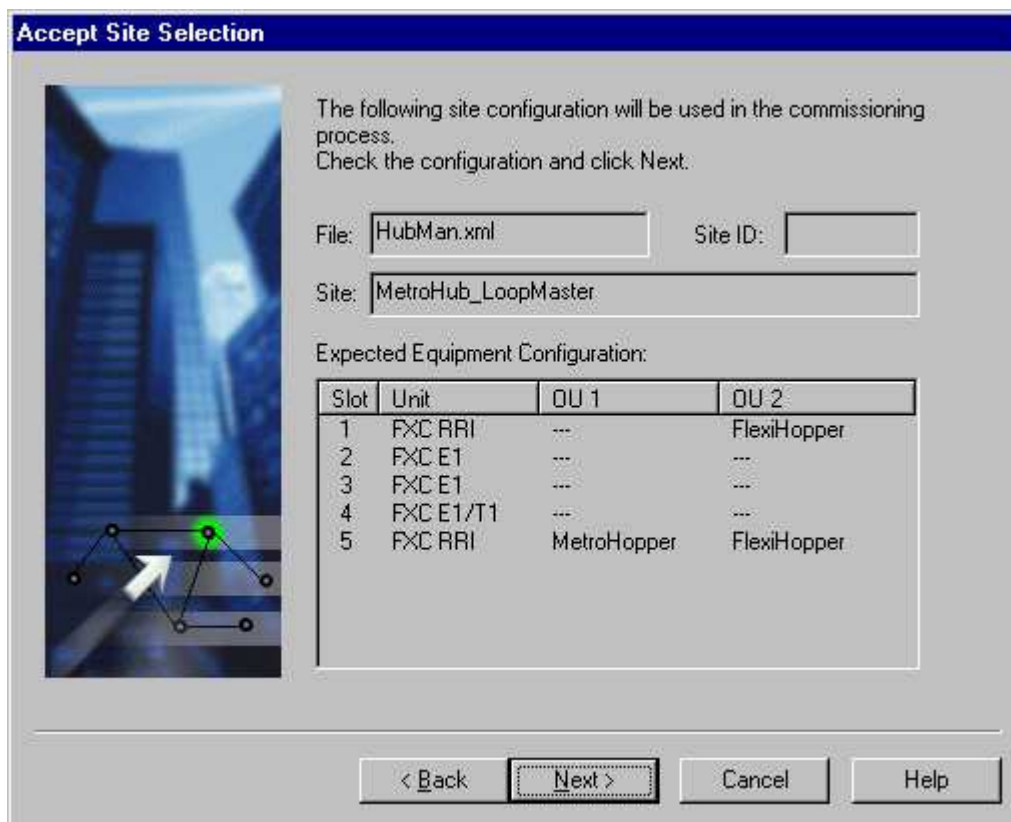 Accept Site Selection
The following site configuration will be used in the commissioning
process.
Check the configuration and click Next.
File: HubMan.xml Site ID:
Site: MetroHub_LoopMaster
Expected Equipment Configuration:
Slot Unit OU 1 OU 2
1 FXC RRI --- FlexiHopper
2 FXC E1 --- ---
3 FXC E1 --- ---
4 FXC E1/T1 --- ---
5 FXC RRI MetroHopper FlexiHopper
< Back Next > Cancel Help